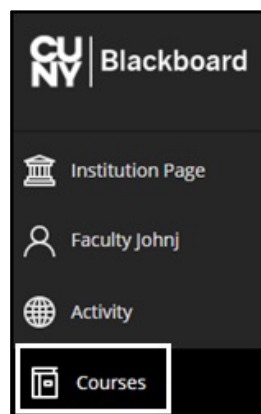 CU
NY Blackboard
Institution Page
Faculty Johnj
Activity
Courses